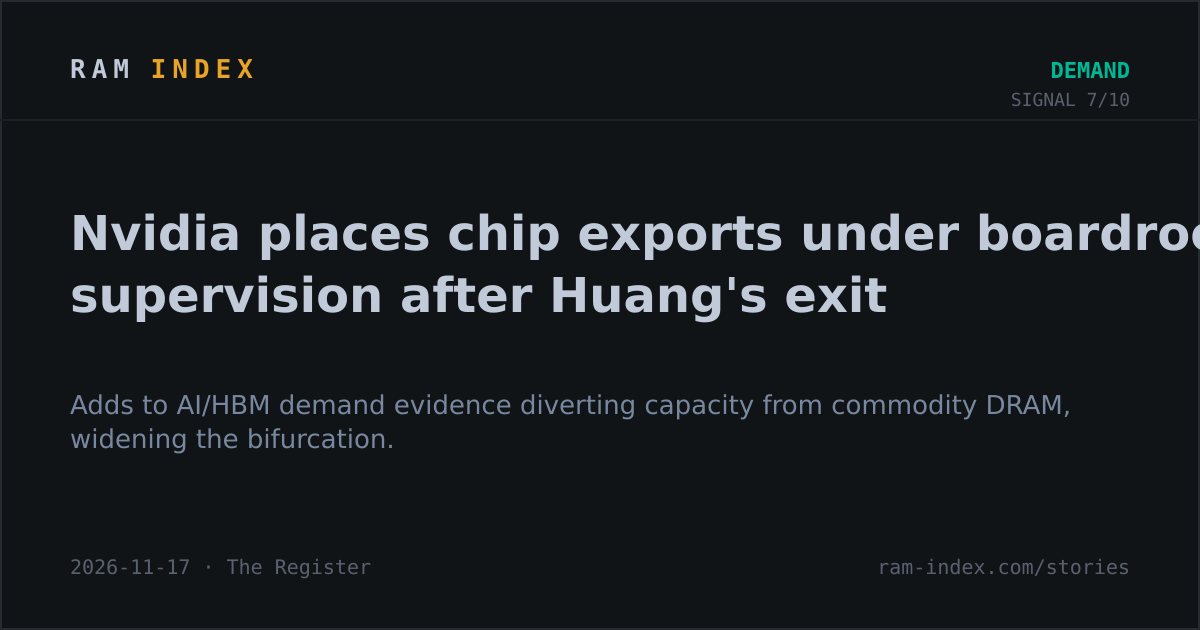 RAM INDEX
DEMAND
SIGNAL 7/10
Nvidia places chip exports under
supervision after Huang's exit
Adds to AI/HBM demand evidence diverting capacity from commodity DRAM,
widening the bifurcation.
2026-11-17 · The Register
ram-index.com/stories